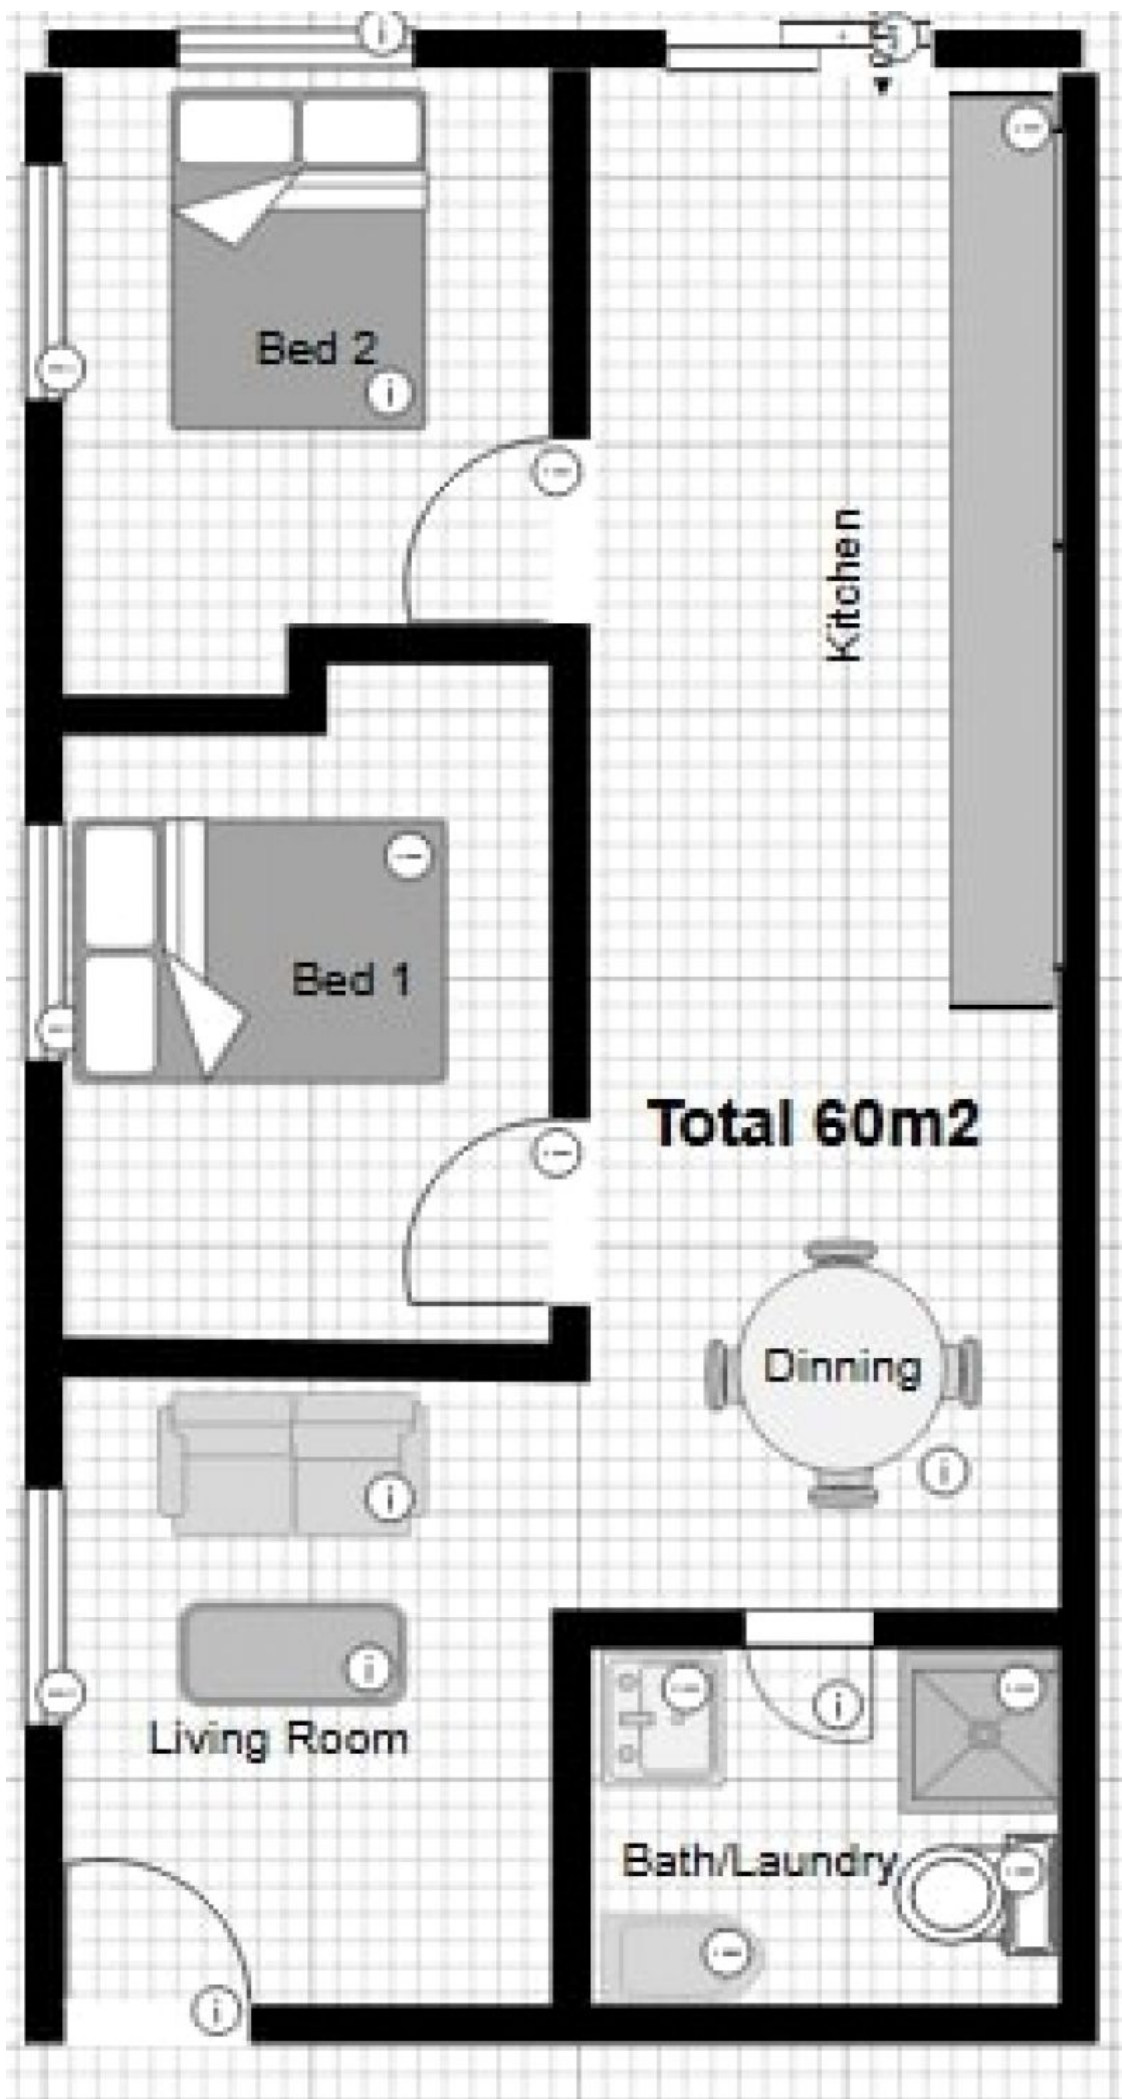 Bed 2
Kitchen
Bed 1
Total 60m2
Dinning
Living Room
Bath/Laundry